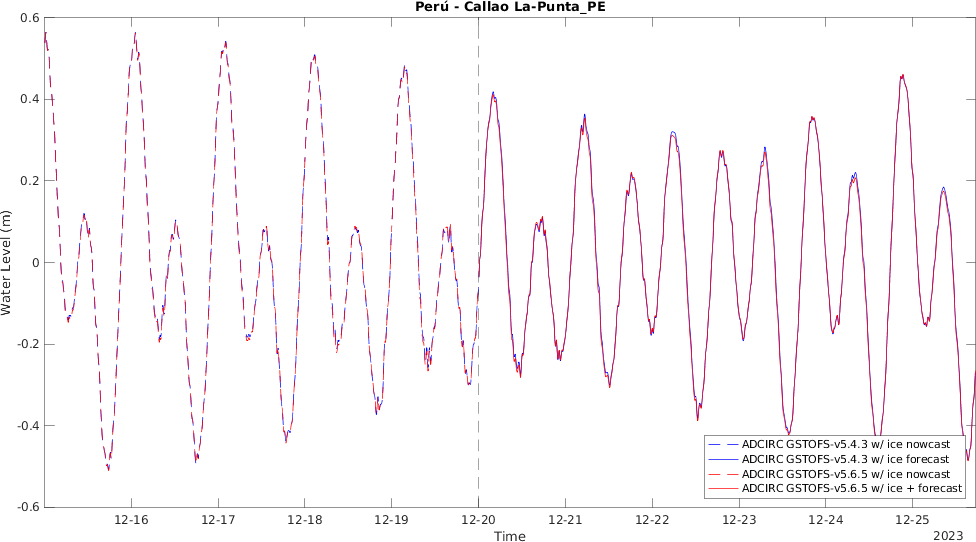 Perú - Callao La-Punta_PE
0.6
0.4
0.2
0
-0.2
-0.4
-0.6
Water Level (m)
ADCIRC GSTOFS-v5.4.3 w/ ice nowcast
ADCIRC GSTOFS-v5.4.3 w/ ice forecast
ADCIRC GSTOFS-v5.6.5 w/ ice nowcast
ADCIRC GSTOFS-v5.6.5 w/ ice + forecast
12-16
12-17
12-18
12-19
12-20
12-21
12-22
12-23
12-24
12-25
Time
2023